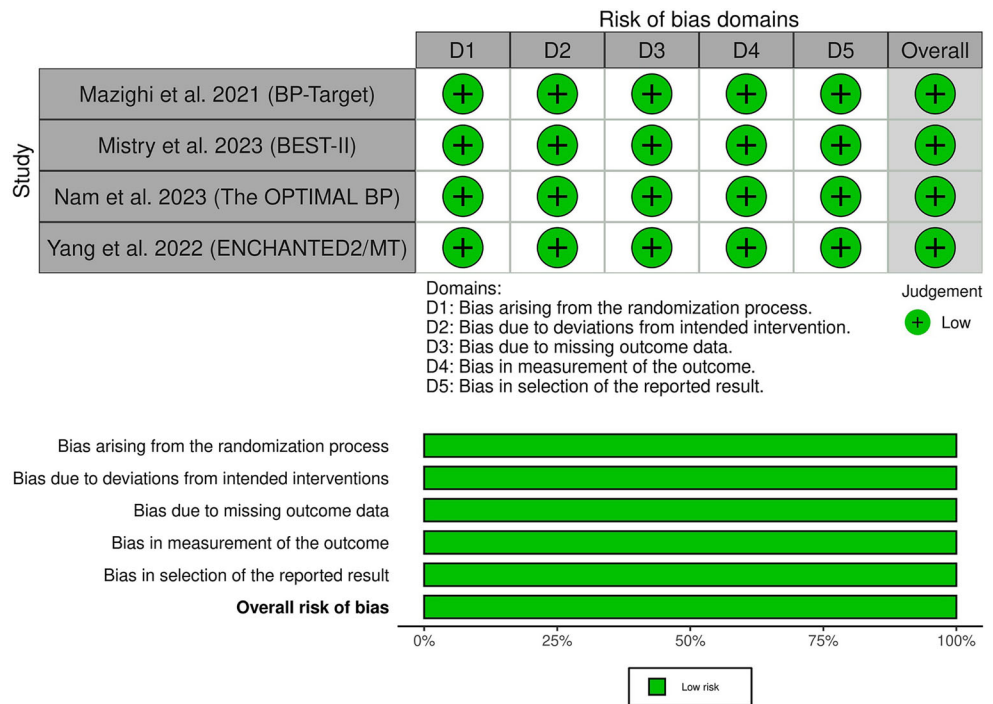 Risk of bias domains
D1 D2 D3 D4 D5 Overall
Study
Mazighi et al. 2021 (BP-Target) + + + + + +
Mistry et al. 2023 (BEST-II) + + + + + +
Nam et al. 2023 (The OPTIMAL BP) + + + + + +
Yang et al. 2022 (ENCHANTED2/MT) + + + + + +
Domains:
D1: Bias arising from the randomization process.
D2: Bias due to deviations from intended intervention.
D3: Bias due to missing outcome data.
D4: Bias in measurement of the outcome.
D5: Bias in selection of the reported result.
Judgement
+ Low
Bias arising from the randomization process
Bias due to deviations from intended interventions
Bias due to missing outcome data
Bias in measurement of the outcome
Bias in selection of the reported result
Overall risk of bias
0% 25% 50% 75% 100%
Low risk